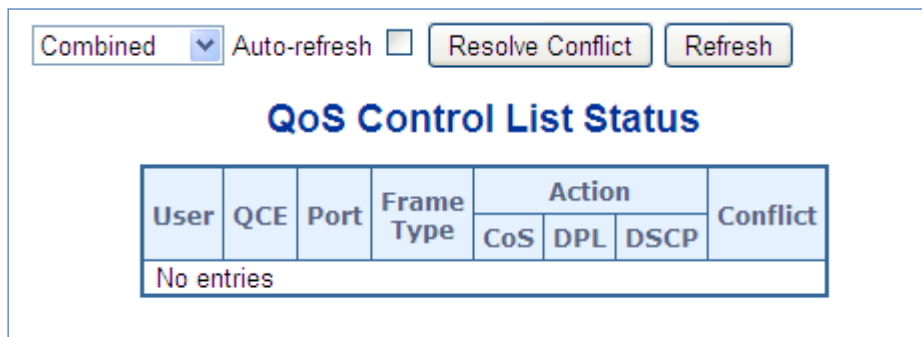 Combined Auto-refresh Resolve Conflict Refresh
QoS Control List Status
User QCE Port Frame Type Action Conflict
CoS DPL DSCP
No entries